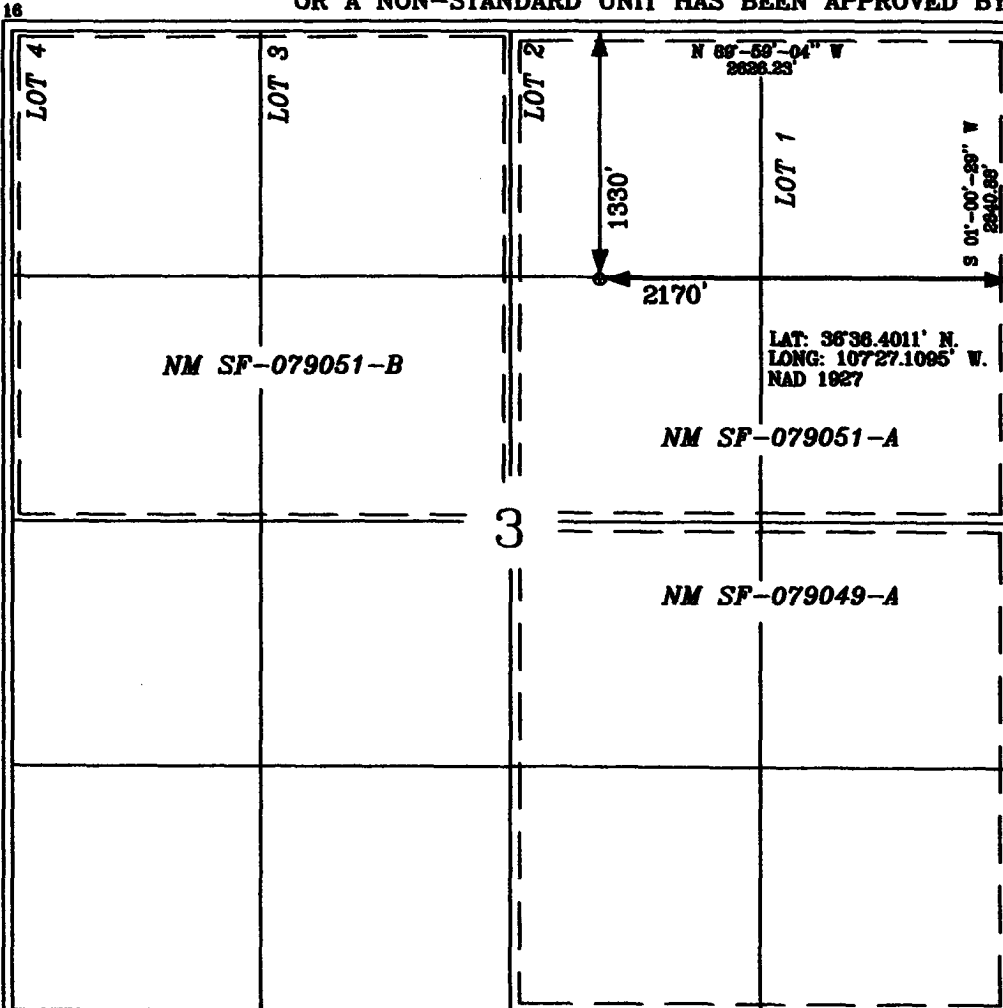 16
OR A NON-STANDARD UNIT HAS BEEN APPROVED BY
LOT 4
LOT 3
LOT 2
LOT 1
N 89°-59'-04" W
2626.23'
S 01°-00'-29" W
2640.88'
1330'
2170'
LAT: 36°36.4011' N.
LONG: 107°27.1095' W.
NAD 1927
NM SF-079051-B
NM SF-079051-A
3
NM SF-079049-A